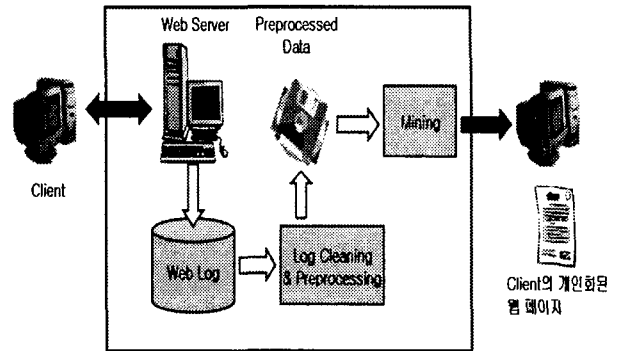 Web Server
Preprocessed
Data
Mining
Client
Web Log
Log Cleaning
& Preprocessing
Client의 개인화된
웹 페이지